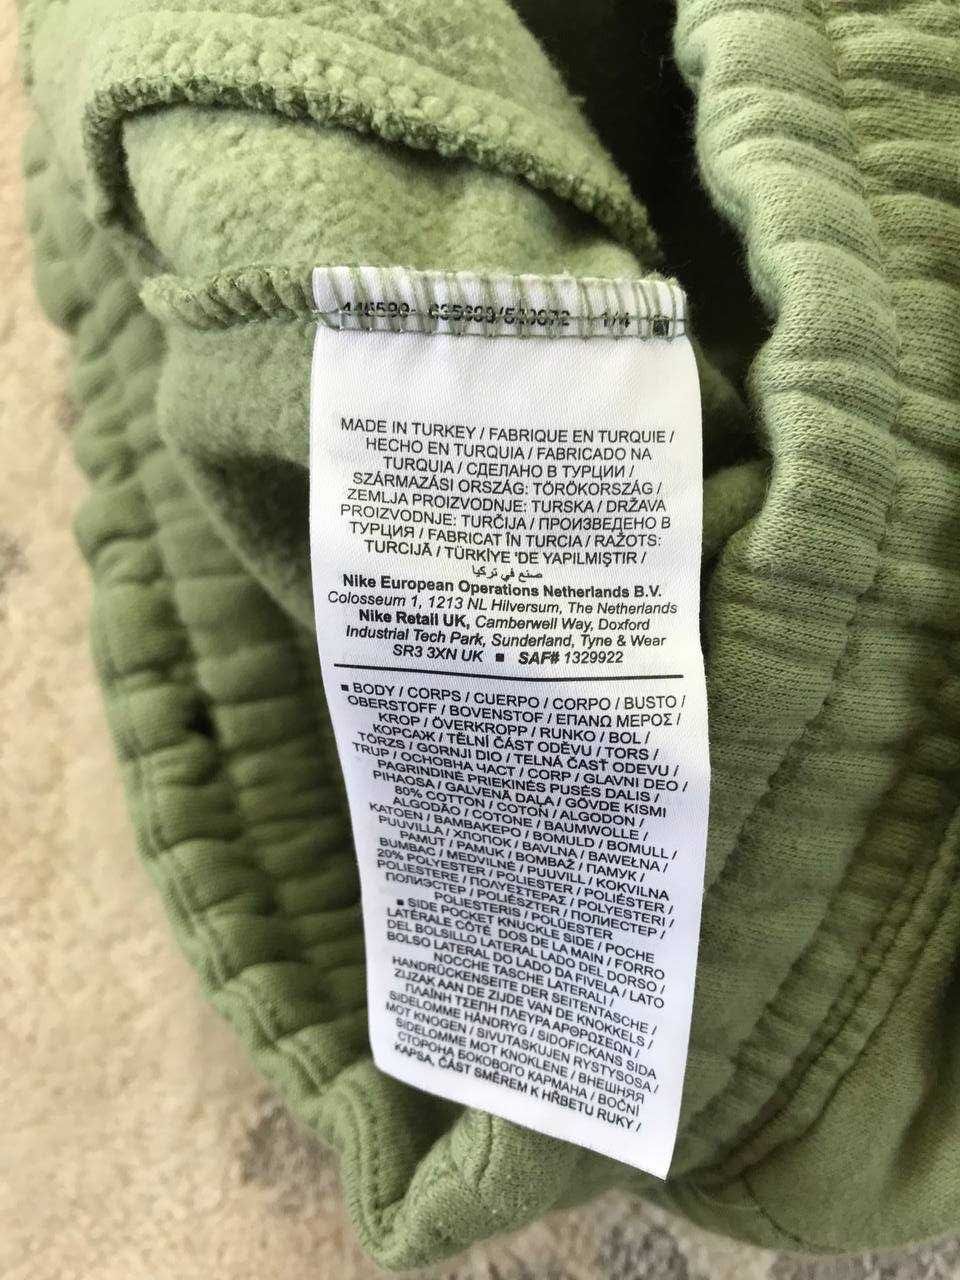 1/4
MADE IN TURKEY / FABRIQUE EN TURQUIE /
HECHO EN TURQUIA / FABRICADO NA
TURQUIA / СДЕЛАНО В ТУРЦИИ /
SZÁRMAZÁSI ORSZÁG: TÖRÖKORSZÁG /
ZEMLJA PROIZVODNJE: TURSKA / DRŽAVA
PROIZVODNJE: TURČIJA / ПРОИЗВЕДЕНО В
ТУРЦИЯ / FABRICAT ÎN TURCIA / RAŽOTS:
TURCIJĀ / TÜRKİYE 'DE YAPILMIŞTIR /
صنع في تركيا
Nike European Operations Netherlands B.V.
Colosseum 1, 1213 NL Hilversum, The Netherlands
Nike Retail UK, Camberwell Way, Doxford
Industrial Tech Park, Sunderland, Tyne & Wear
SR3 3XN UK ■ SAF# 1329922
■ BODY / CORPS / CUERPO / CORPO / BUSTO /
OBERSTOFF / BOVENSTOF / ΕΠΑΝΩ ΜΕΡΟΣ /
KROP / ÖVERKROPP / RUNKO / BOL /
КОРСАЖ / TĚLNÍ ČÁST ODĚVU / TORS /
TÖRZS / GORNJI DIO / TELNÁ ČASŤ ODEVU /
TRUP / ОСНОВНА ЧАСТ / CORP / GLAVNI DEO /
PAGRINDINĖ PRIEKINĖS PUSĖS DALIS /
PIHAOSA / GALVENĀ DAĻA / GÖVDE KISMI
80% COTTON / COTON / ALGODON /
ALGODÃO / COTONE / BAUMWOLLE /
KATOEN / ΒΑΜΒΑΚΕΡΟ / BOMULD / BOMULL /
PUUVILLA / ХЛОПОК / BAVLNA / BAWEŁNA /
PAMUT / PAMUK / BOMBAŽ / ПАМУК /
BUMBAC / MEDVILNĖ / PUUVILL / KOKVILNA
20% POLYESTER / POLIESTER / POLIÉSTER /
POLIESTERE / ΠΟΛΥΕΣΤΕΡΑΣ / POLYESTERI /
ПОЛИЭСТЕР / POLIÉSZTER / ПОЛИЕСТЕР /
POLIESTERIS / POLÜESTER
■ SIDE POCKET KNUCKLE SIDE / POCHE
LATÉRALE CÔTÉ DOS DE LA MAIN / FORRO
DEL BOLSILLO LATERAL LADO DEL DORSO /
BOLSO LATERAL DO LADO DA FIVELA / LATO
NOCCHE TASCHE LATERALI /
HANDRÜCKENSEITE DER SEITENTASCHE /
ZIJZAK AAN DE ZIJDE VAN DE KNOKKELS /
ΠΛΑΪΝΗ ΤΣΕΠΗ ΠΛΕΥΡΑ ΑΡΘΡΩΣΕΩΝ /
SIDELOMME HÅNDRYG / SIDOFICKANS SIDA
MOT KNOGEN / SIVUTASKUJEN RYSTYSOSA /
SIDELOMME MOT KNOKLENE / ВНЕШНЯЯ
СТОРОНА БОКОВОГО КАРМАНА / BOČNÍ
KAPSA, ČÁST SMĚREM K HŘBETU RUKY /